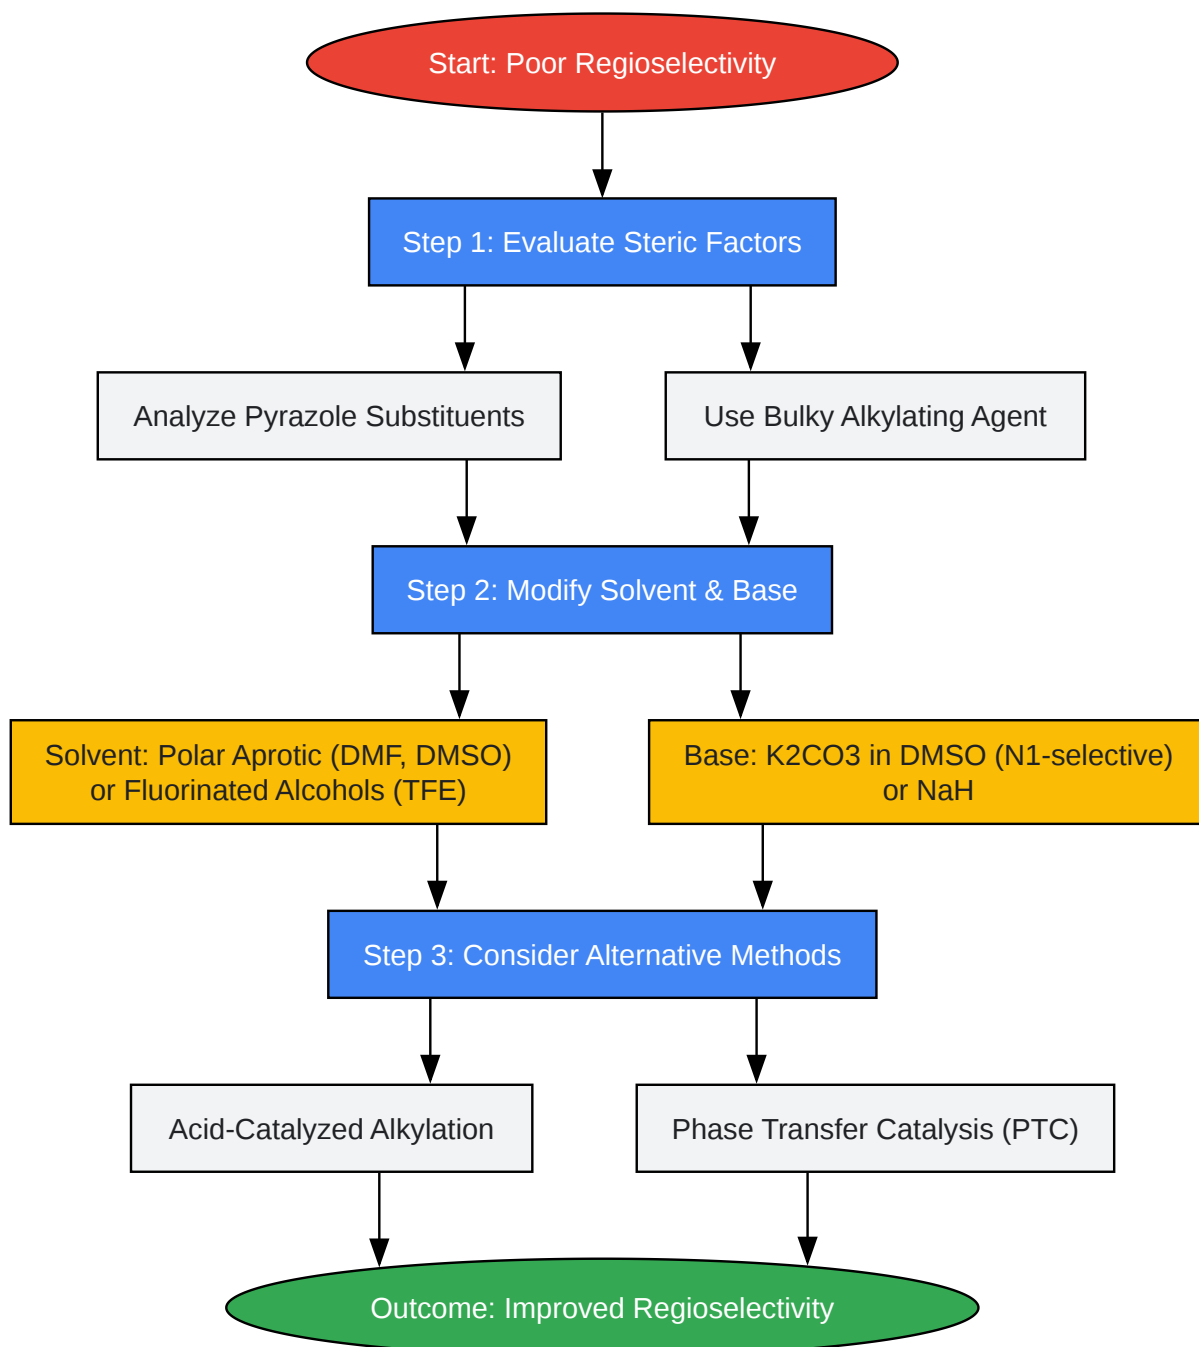 Start: Poor Regioselectivity
Step 1: Evaluate Steric Factors
Analyze Pyrazole Substituents
Use Bulky Alkylating Agent
Step 2: Modify Solvent & Base
Solvent: Polar Aprotic (DMF, DMSO)
or Fluorinated Alcohols (TFE)
Base: K2CO3 in DMSO (N1-selective)
or NaH
Step 3: Consider Alternative Methods
Acid-Catalyzed Alkylation
Phase Transfer Catalysis (PTC)
Outcome: Improved Regioselectivity